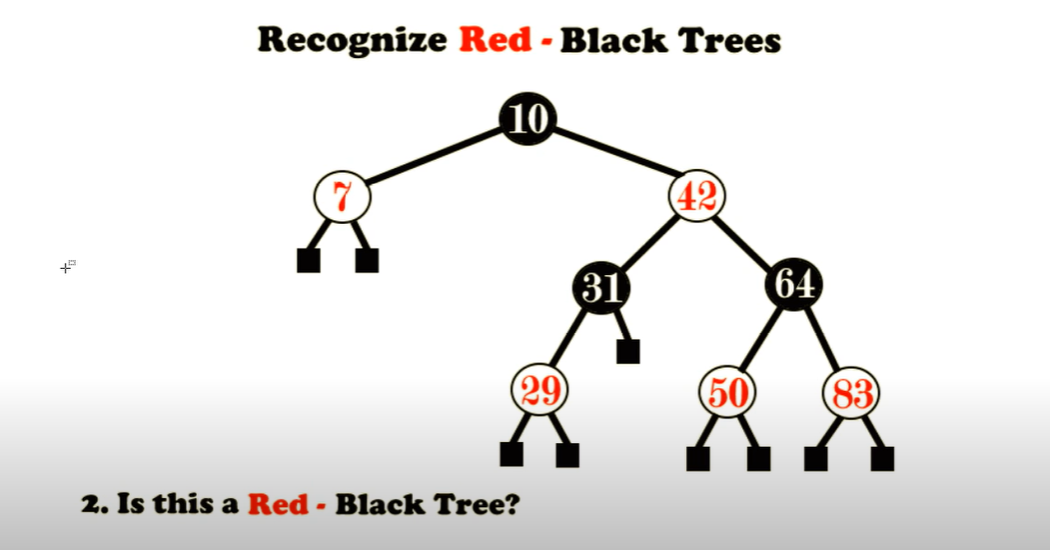 Recognize Red - Black Trees
10
7 42
31 64
29 50 83
2. Is this a Red - Black Tree?